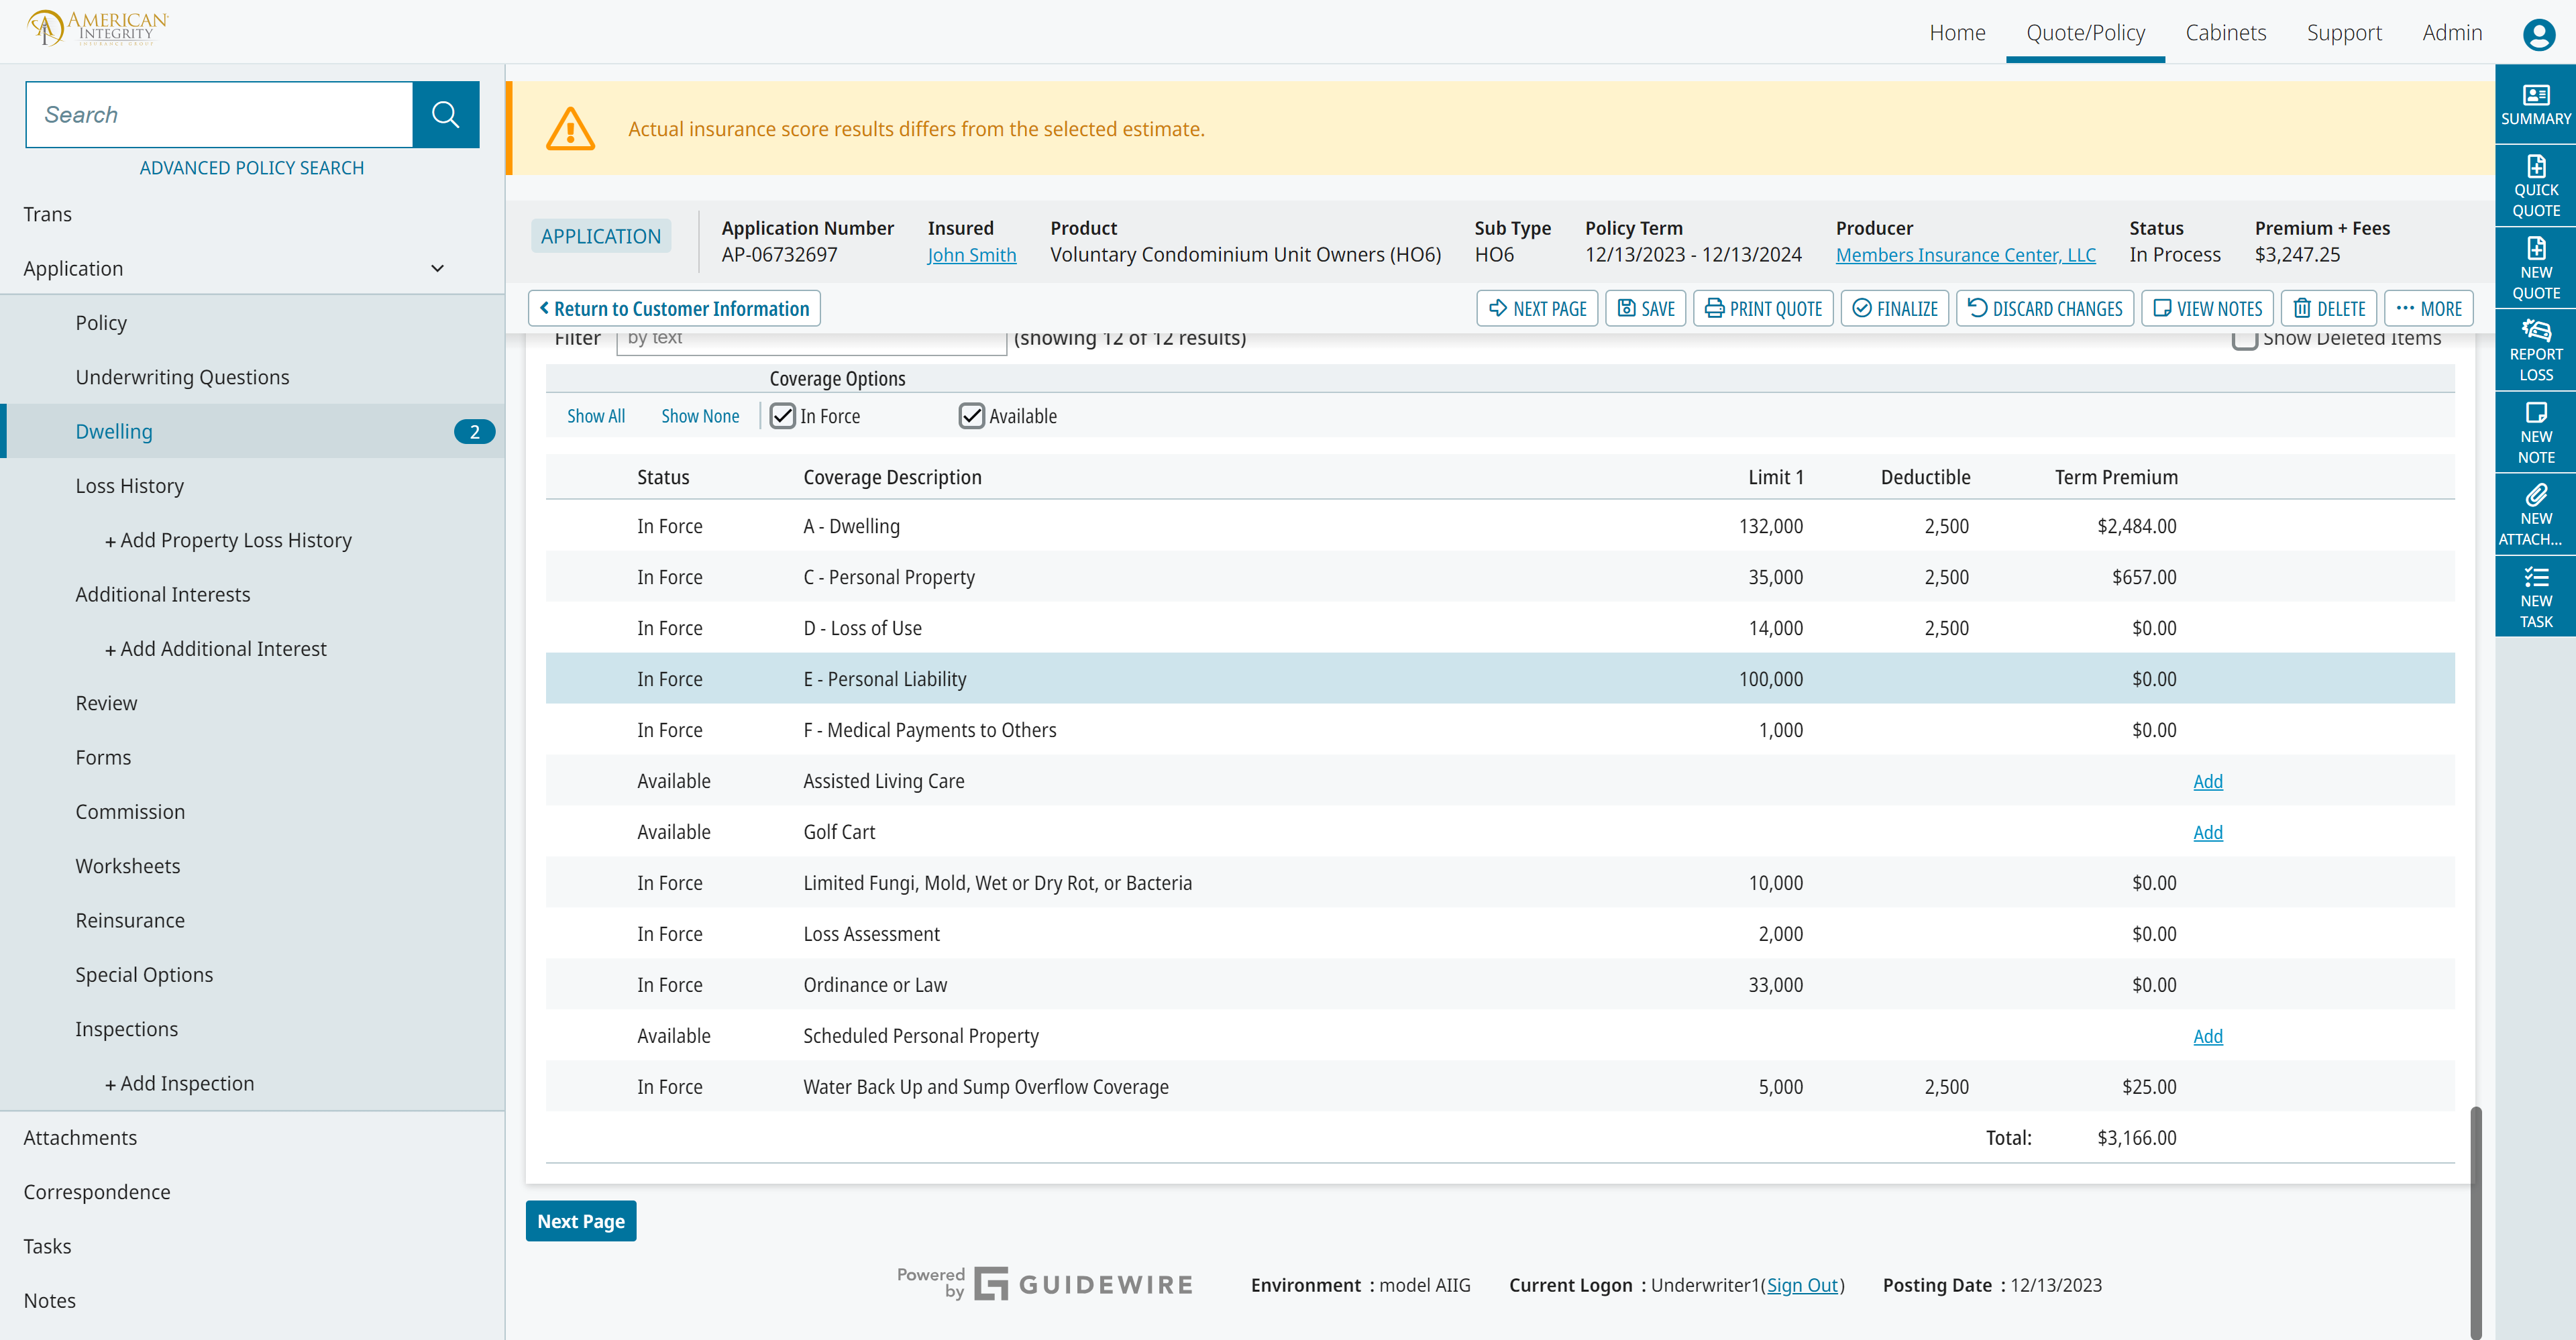 AMERICAN
INTEGRITY
INSURANCE GROUP
Home Quote/Policy Cabinets Support Admin
Search
ADVANCED POLICY SEARCH
Trans
Application
Policy
Underwriting Questions
Dwelling 2
Loss History
+ Add Property Loss History
Additional Interests
+ Add Additional Interest
Review
Forms
Commission
Worksheets
Reinsurance
Special Options
Inspections
+ Add Inspection
Attachments
Correspondence
Tasks
Notes
Actual insurance score results differs from the selected estimate.
APPLICATION
Application Number Insured Product Sub Type Policy Term Producer Status Premium + Fees
AP-06732697 John Smith Voluntary Condominium Unit Owners (HO6) HO6 12/13/2023 - 12/13/2024 Members Insurance Center, LLC In Process $3,247.25
Return to Customer Information NEXT PAGE SAVE PRINT QUOTE FINALIZE DISCARD CHANGES VIEW NOTES DELETE MORE
Filter by text (showing 12 of 12 results) Show Deleted Items
Coverage Options
Show All Show None In Force Available
Status Coverage Description Limit 1 Deductible Term Premium
In Force A - Dwelling 132,000 2,500 $2,484.00
In Force C - Personal Property 35,000 2,500 $657.00
In Force D - Loss of Use 14,000 2,500 $0.00
In Force E - Personal Liability 100,000 $0.00
In Force F - Medical Payments to Others 1,000 $0.00
Available Assisted Living Care Add
Available Golf Cart Add
In Force Limited Fungi, Mold, Wet or Dry Rot, or Bacteria 10,000 $0.00
In Force Loss Assessment 2,000 $0.00
In Force Ordinance or Law 33,000 $0.00
Available Scheduled Personal Property Add
In Force Water Back Up and Sump Overflow Coverage 5,000 2,500 $25.00
Total: $3,166.00
Next Page
Powered
by GUIDEWIRE
Environment : model AIIG Current Logon : Underwriter1(Sign Out) Posting Date : 12/13/2023
SUMMARY
QUICK
QUOTE
NEW
QUOTE
REPORT
LOSS
NEW
NOTE
NEW
ATTACH...
NEW
TASK